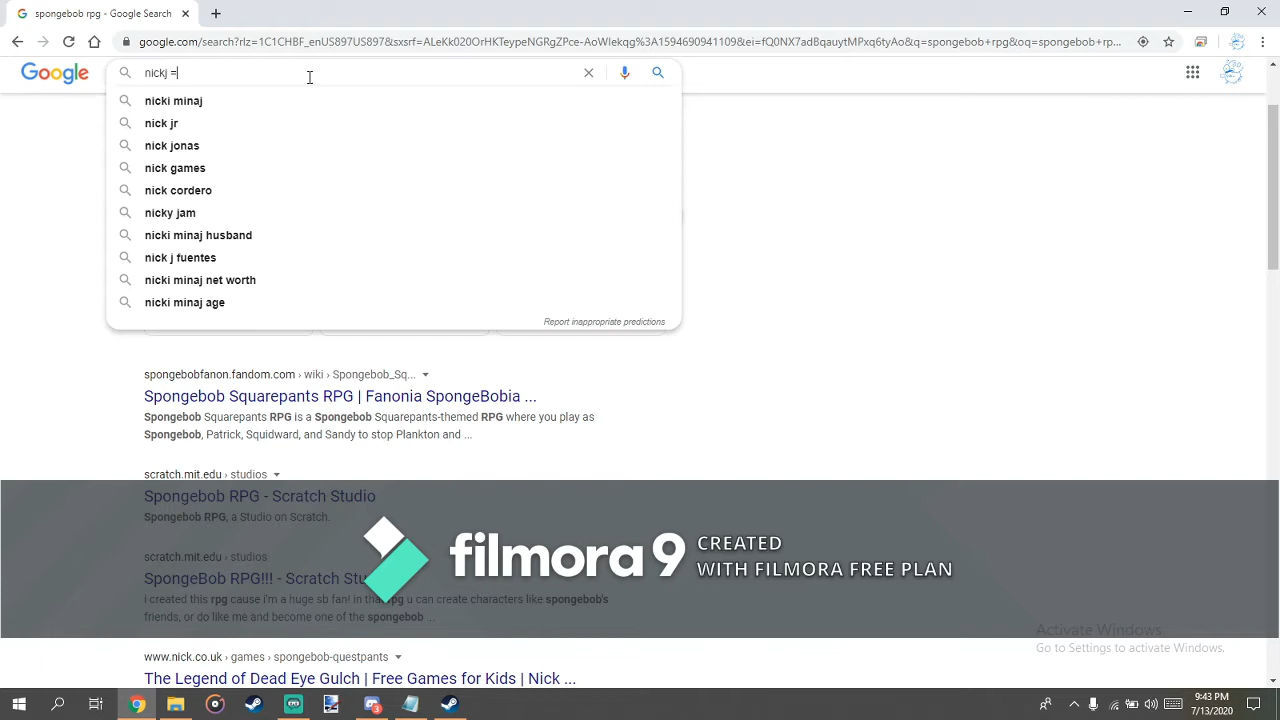 spongebob rpg - Google Search
google.com/search?rlz=1C1CHBF_enUS897US897&sxsrf=ALeKk020OrHKTeypeNGRgZPce-AoWIekqg%3A1594690941109&ei=fQ0NX7adBqauytMPxq6tyAo&q=spongebob+rpg&oq=spongebob+rp...
Google
nickj =
nicki minaj
nick jr
nick jonas
nick games
nick cordero
nicky jam
nicki minaj husband
nick j fuentes
nicki minaj net worth
nicki minaj age
Report inappropriate predictions
spongebobfanon.fandom.com › wiki › Spongebob_Sq...
Spongebob Squarepants RPG | Fanonia SpongeBobia ...
Spongebob Squarepants RPG is a Spongebob Squarepants-themed RPG where you play as
Spongebob, Patrick, Squidward, and Sandy to stop Plankton and ...
scratch.mit.edu › studios
Spongebob RPG - Scratch Studio
Spongebob RPG, a Studio on Scratch.
scratch.mit.edu › studios
SpongeBob RPG!!! - Scratch Stu
i created this rpg cause i'm a huge sb fan! in tha rpg u can create characters like spongebob's
friends, or do like me and become one of the spongebob ...
filmora 9 CREATED
WITH FILMORA FREE PLAN
Activate Windows
Go to Settings to activate Windows.
www.nick.co.uk › games › spongebob-questpants
The Legend of Dead Eye Gulch | Free Games for Kids | Nick ...
9:43 PM
7/13/2020